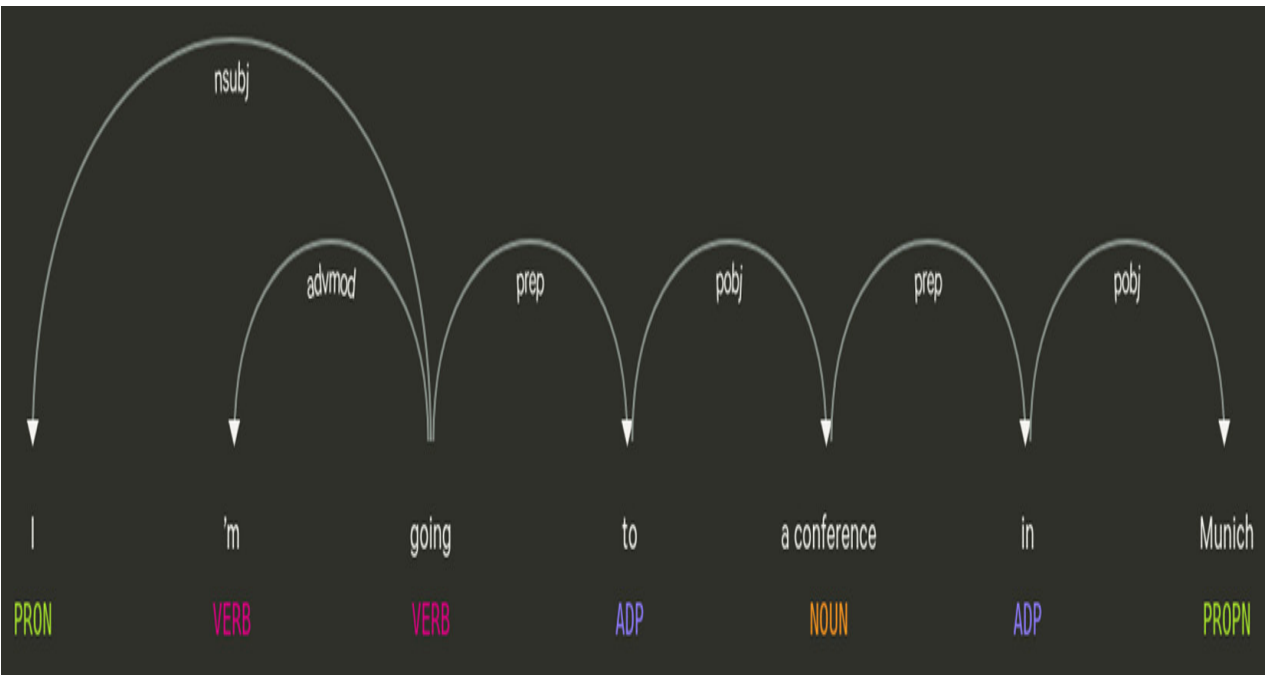 nsubj
advmod prep pobj prep pobj
I 'm going to a conference in Munich
PRON VERB VERB ADP NOUN ADP PROPN